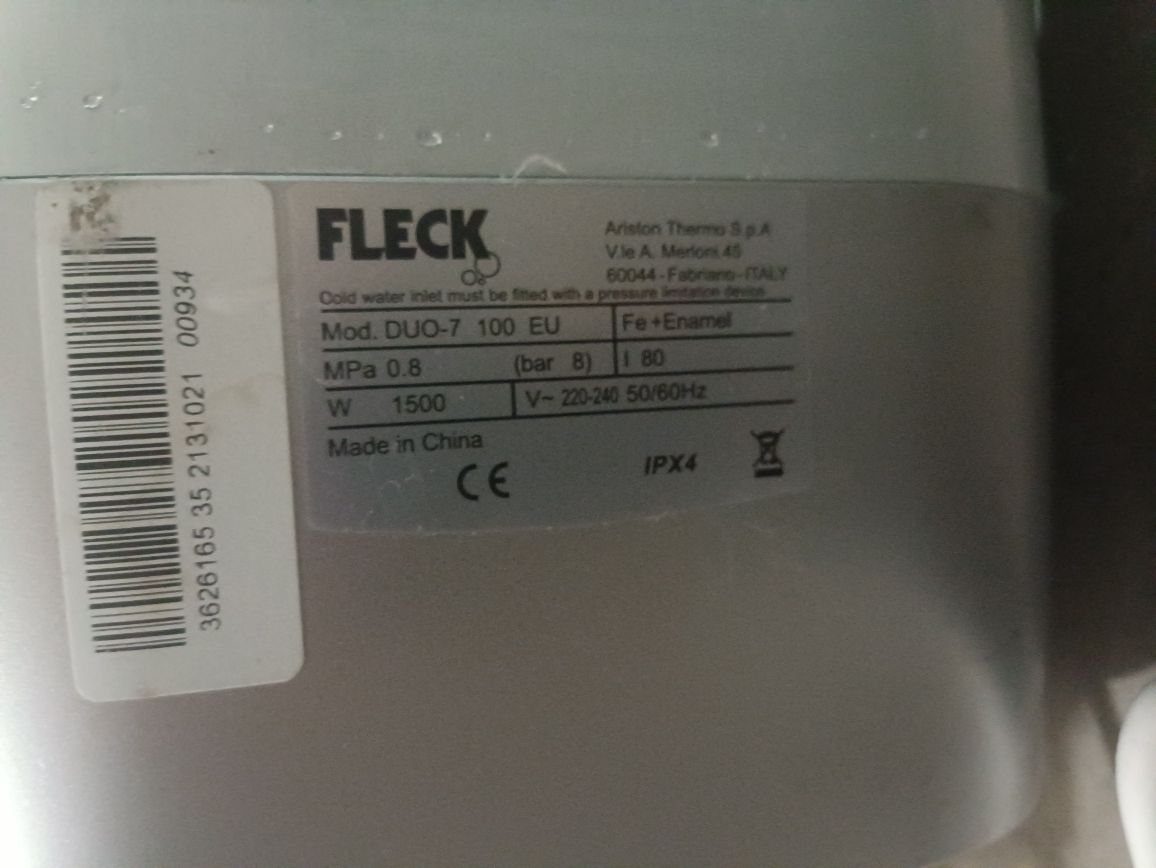 FLECK
Ariston Thermo S.p.A
V.le A. Merloni 45
60044 - Fabriano - ITALY
Cold water inlet must be fitted with a pressure limitation device
Mod. DUO-7 100 EU
Fe+Enamel
MPa 0.8 (bar 8)
l 80
W 1500
V~ 220-240 50/60Hz
Made in China
CE
IPX4
3626165 35 2131021 00934